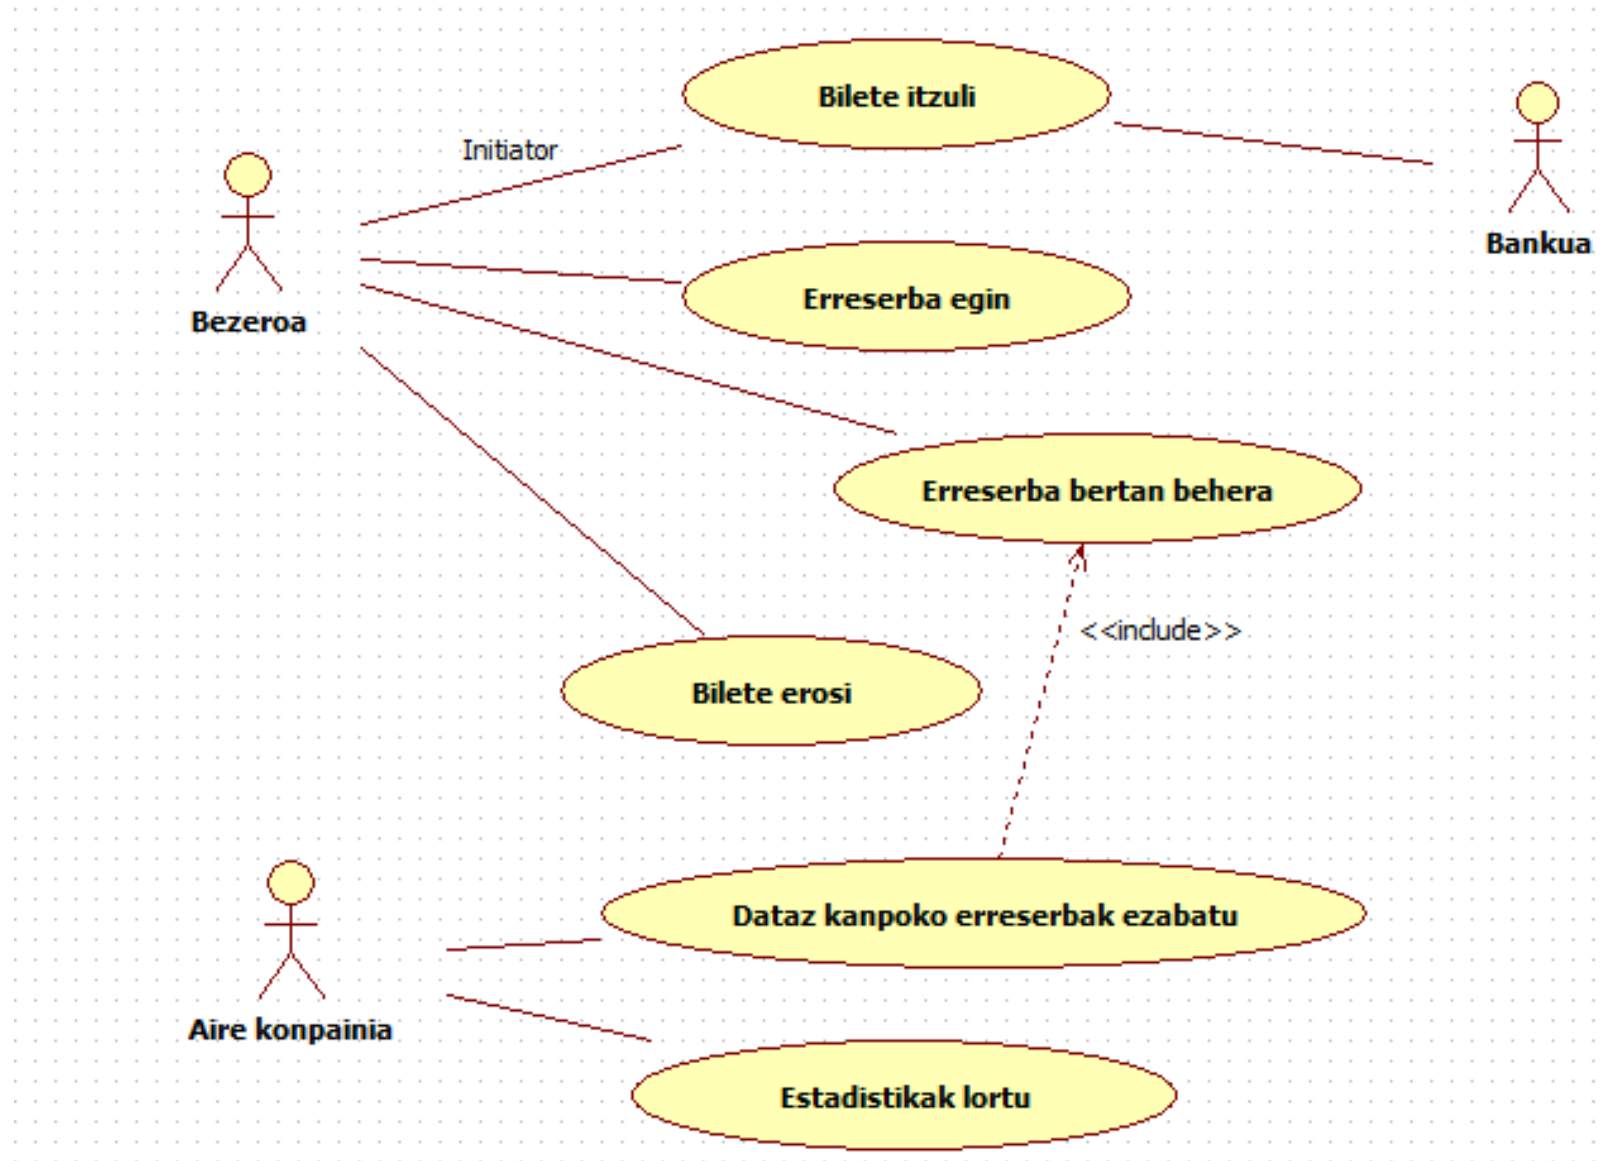 Bilete itzuli
Initiator
Bankua
Erreserba egin
Bezeroa
Erreserba bertan behera
<<include>>
Bilete erosi
Dataz kanpoko erreserbak ezabatu
Aire konpainia
Estadistikak lortu